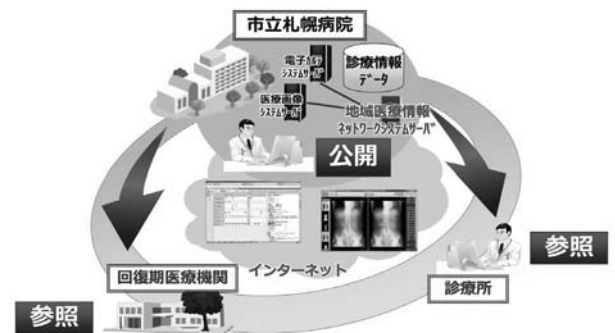 市立札幌病院
電子ｶﾙﾃ
ｼｽﾃﾑｻｰﾊﾞ
診療情報
ﾃﾞｰﾀ
医療画像
ｼｽﾃﾑｻｰﾊﾞ
地域医療情報
ﾈｯﾄﾜｰｸｼｽﾃﾑｻｰﾊﾞ
公開
インターネット
参照
診療所
回復期医療機関
参照